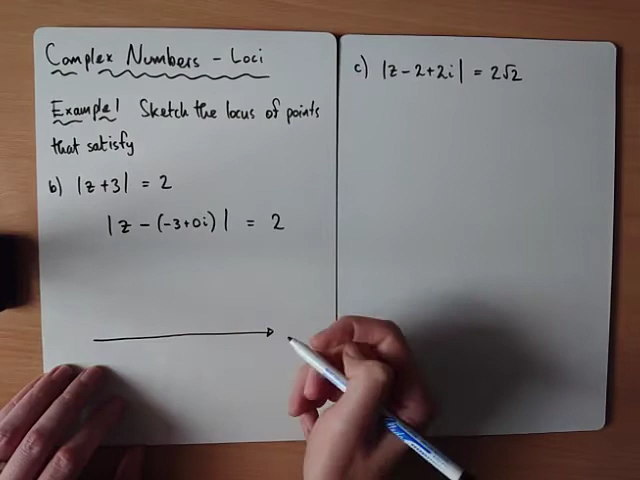 Complex Numbers - Loci
Example! Sketch the locus of points
that satisfy
b) |z+3| = 2
|z - (-3+0i)| = 2
c) |z-2+2i| = 2√2